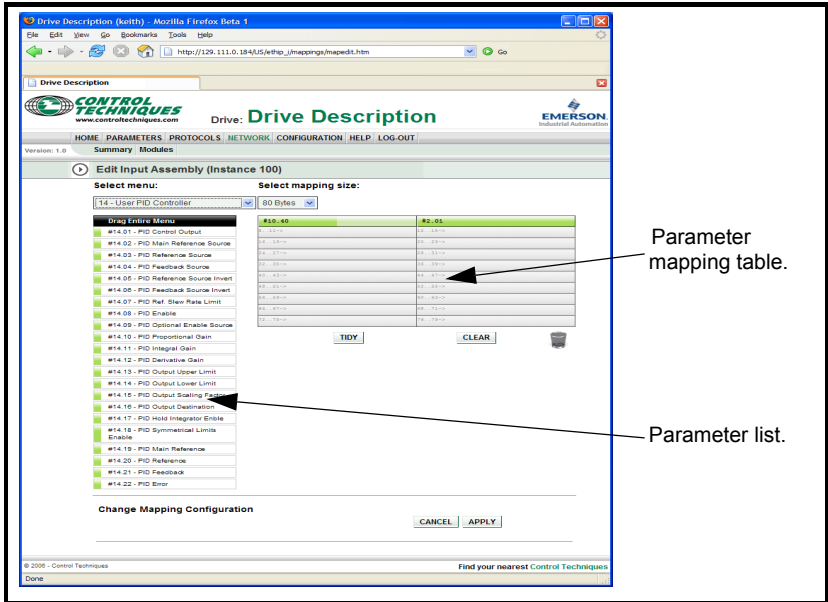 Drive Description (keith) - Mozilla Firefox Beta 1
File Edit View Go Bookmarks Tools Help
http://129.111.0.184/US/ethip_i/mappings/mapedit.htm Go
Drive Description
CONTROL TECHNIQUES
www.controltechniques.com
Drive: Drive Description
EMERSON.
Industrial Automation
HOME PARAMETERS PROTOCOLS NETWORK CONFIGURATION HELP LOG-OUT
Version: 1.0 Summary Modules
Edit Input Assembly (Instance 100)
Select menu: Select mapping size:
14 - User PID Controller 80 Bytes
Drag Entire Menu
#14.01 - PID Control Output
#14.02 - PID Main Reference Source
#14.03 - PID Reference Source
#14.04 - PID Feedback Source
#14.05 - PID Reference Source Invert
#14.06 - PID Feedback Source Invert
#14.07 - PID Ref. Slew Rate Limit
#14.08 - PID Enable
#14.09 - PID Optional Enable Source
#14.10 - PID Proportional Gain
#14.11 - PID Integral Gain
#14.12 - PID Derivative Gain
#14.13 - PID Output Upper Limit
#14.14 - PID Output Lower Limit
#14.15 - PID Output Scaling Factor
#14.16 - PID Output Destination
#14.17 - PID Hold Integrator Enble
#14.18 - PID Symmetrical Limits
Enable
#14.19 - PID Main Reference
#14.20 - PID Reference
#14.21 - PID Feedback
#14.22 - PID Error
#10.40 #2.01
TIDY CLEAR
Parameter
mapping table.
Parameter list.
Change Mapping Configuration
CANCEL APPLY
Find your nearest Control Techniques
Done